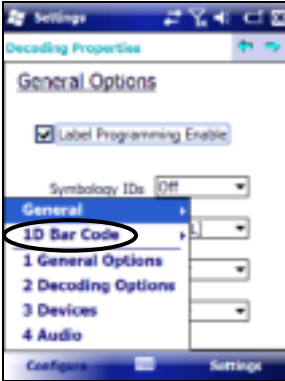 Settings
Decoding Properties
General Options
Label Programming Enable
Symbology IDs Off
General
1D Bar Code
1 General Options
2 Decoding Options
3 Devices
4 Audio
Configure Settings